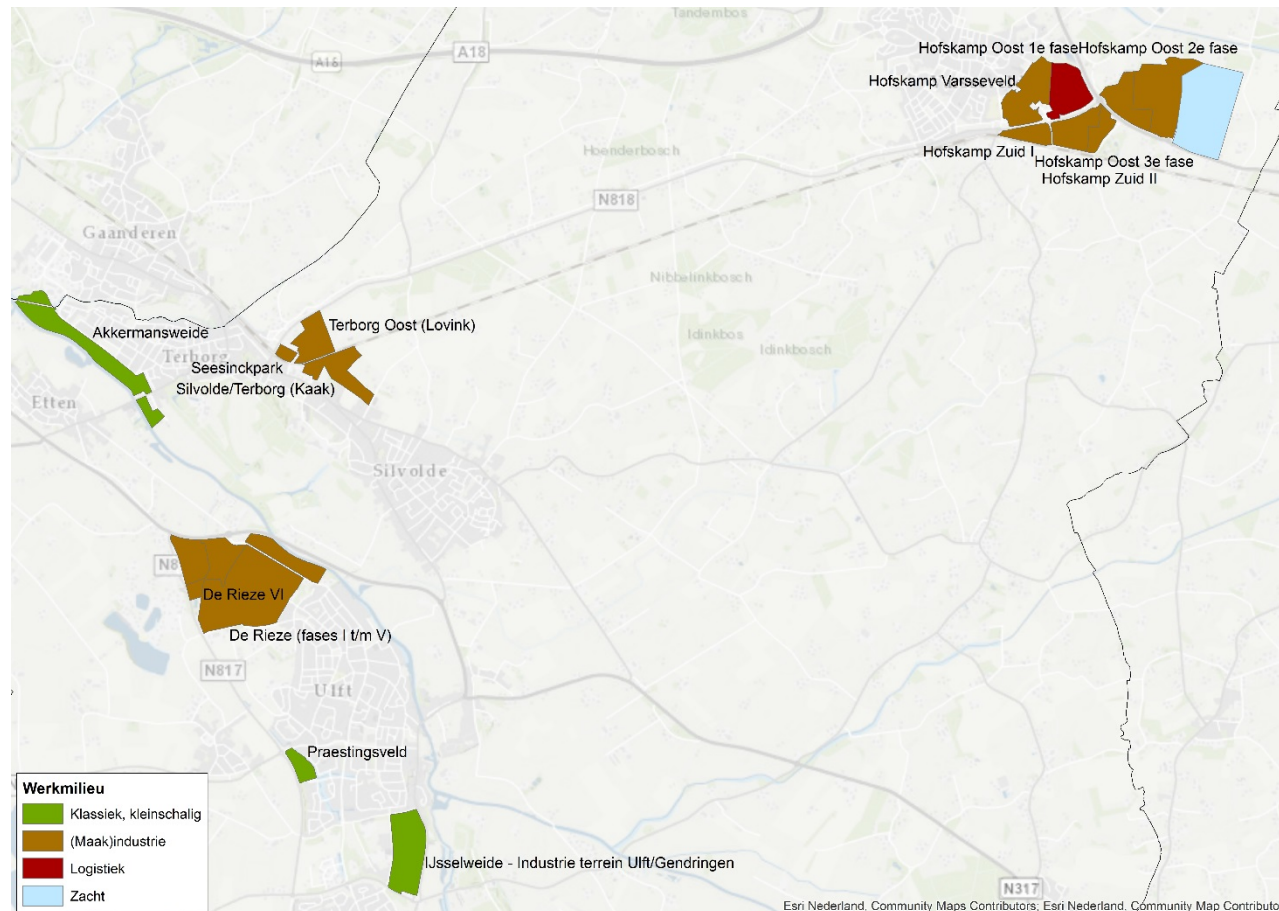 Tandembos
A18
A18
Hofskamp Oost 1e fase
Hofskamp Oost 2e fase
Hofskamp Varsseveld
Hoenderbosch
Hofskamp Zuid I
Hofskamp Oost 3e fase
Hofskamp Zuid II
N818
Gaanderen
Nibbelinkbosch
Akkermansweide
Terborg Oost (Lovink)
Terborg
Idinkbos
Idinkbosch
Seesinckpark
Silvolde/Terborg (Kaak)
Etten
Silvolde
N8
De Rieze VI
De Rieze (fases I t/m V)
N817
Ulft
Praestingsveld
IJsselweide - Industrie terrein Ulft/Gendringen
N317
Werkmilieu
Klassiek, kleinschalig
(Maak)industrie
Logistiek
Zacht
Esri Nederland, Community Maps Contributors; Esri Nederland, Community Map Contributo